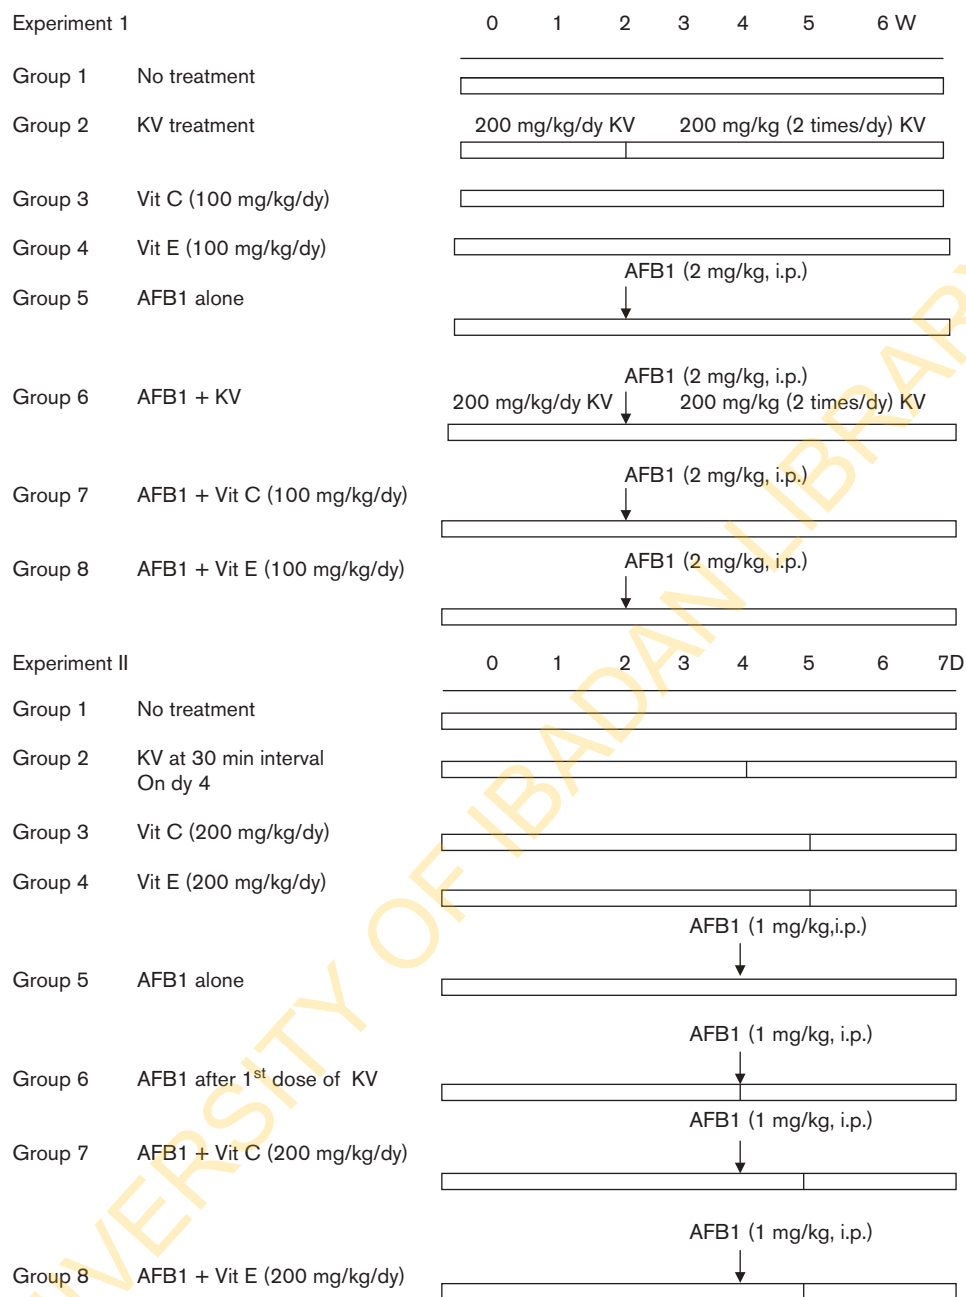 Experiment 1 0 1 2 3 4 5 6 W
Group 1 No treatment
Group 2 KV treatment 200 mg/kg/dy KV 200 mg/kg (2 times/dy) KV
Group 3 Vit C (100 mg/kg/dy)
Group 4 Vit E (100 mg/kg/dy)
AFB1 (2 mg/kg, i.p.)
Group 5 AFB1 alone
AFB1 (2 mg/kg, i.p.)
Group 6 AFB1 + KV 200 mg/kg/dy KV 200 mg/kg (2 times/dy) KV
AFB1 (2 mg/kg, i.p.)
Group 7 AFB1 + Vit C (100 mg/kg/dy)
AFB1 (2 mg/kg, i.p.)
Group 8 AFB1 + Vit E (100 mg/kg/dy)
Experiment II 0 1 2 3 4 5 6 7D
Group 1 No treatment
Group 2 KV at 30 min interval
On dy 4
Group 3 Vit C (200 mg/kg/dy)
Group 4 Vit E (200 mg/kg/dy)
AFB1 (1 mg/kg,i.p.)
Group 5 AFB1 alone
AFB1 (1 mg/kg, i.p.)
Group 6 AFB1 after 1st dose of KV
AFB1 (1 mg/kg, i.p.)
Group 7 AFB1 + Vit C (200 mg/kg/dy)
AFB1 (1 mg/kg, i.p.)
Group 8 AFB1 + Vit E (200 mg/kg/dy)
UNIVERSITY OF IBADAN LIBRARY